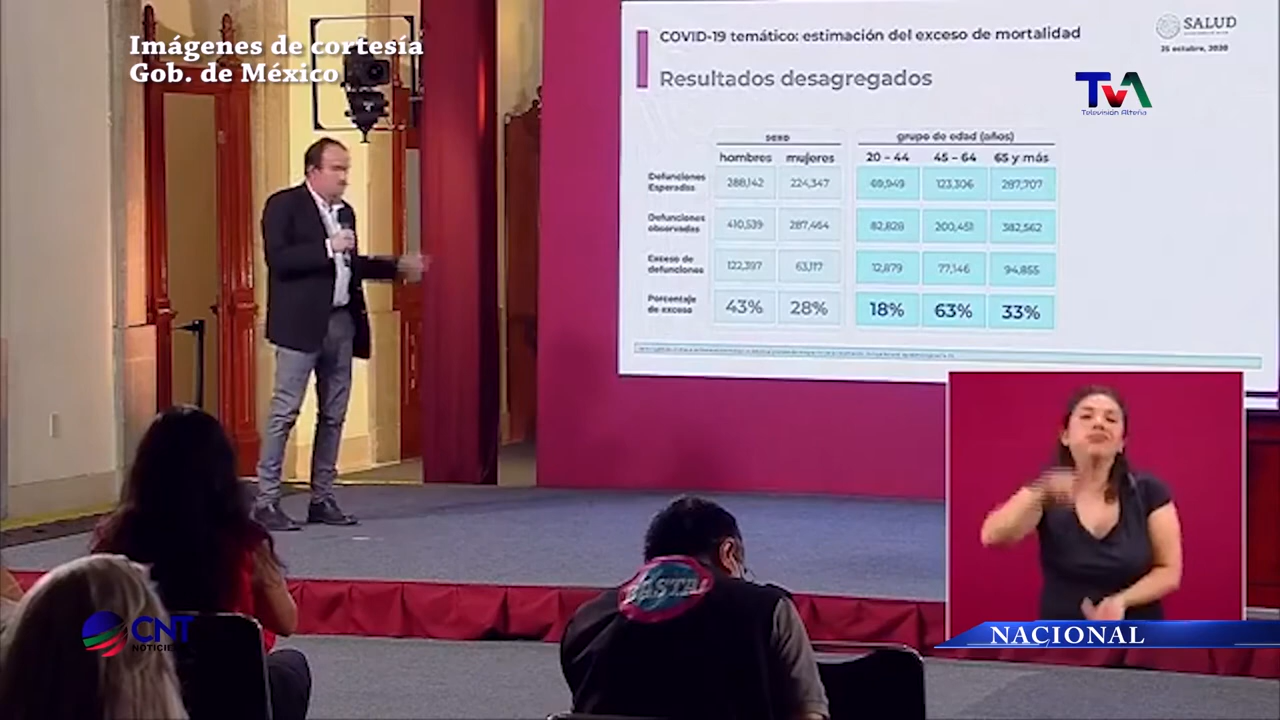 Imágenes de cortesía
Gob. de México
COVID-19 temático: estimación del exceso de mortalidad
SALUD
25 octubre, 2020
Resultados desagregados
TVA
Televisión Alteña
sexo
grupo de edad (años)
hombres mujeres 20 – 44 45 – 64 65 y más
Defunciones
Esperadas
288,142 224,347 69,949 123,306 287,707
Defunciones
observadas
410,539 287,464 82,828 200,451 382,562
Exceso de
defunciones
122,397 63,117 12,879 77,146 94,855
Porcentaje
de exceso
43% 28% 18% 63% 33%
BASTA!
CNT
NOTICIE
NACIONAL